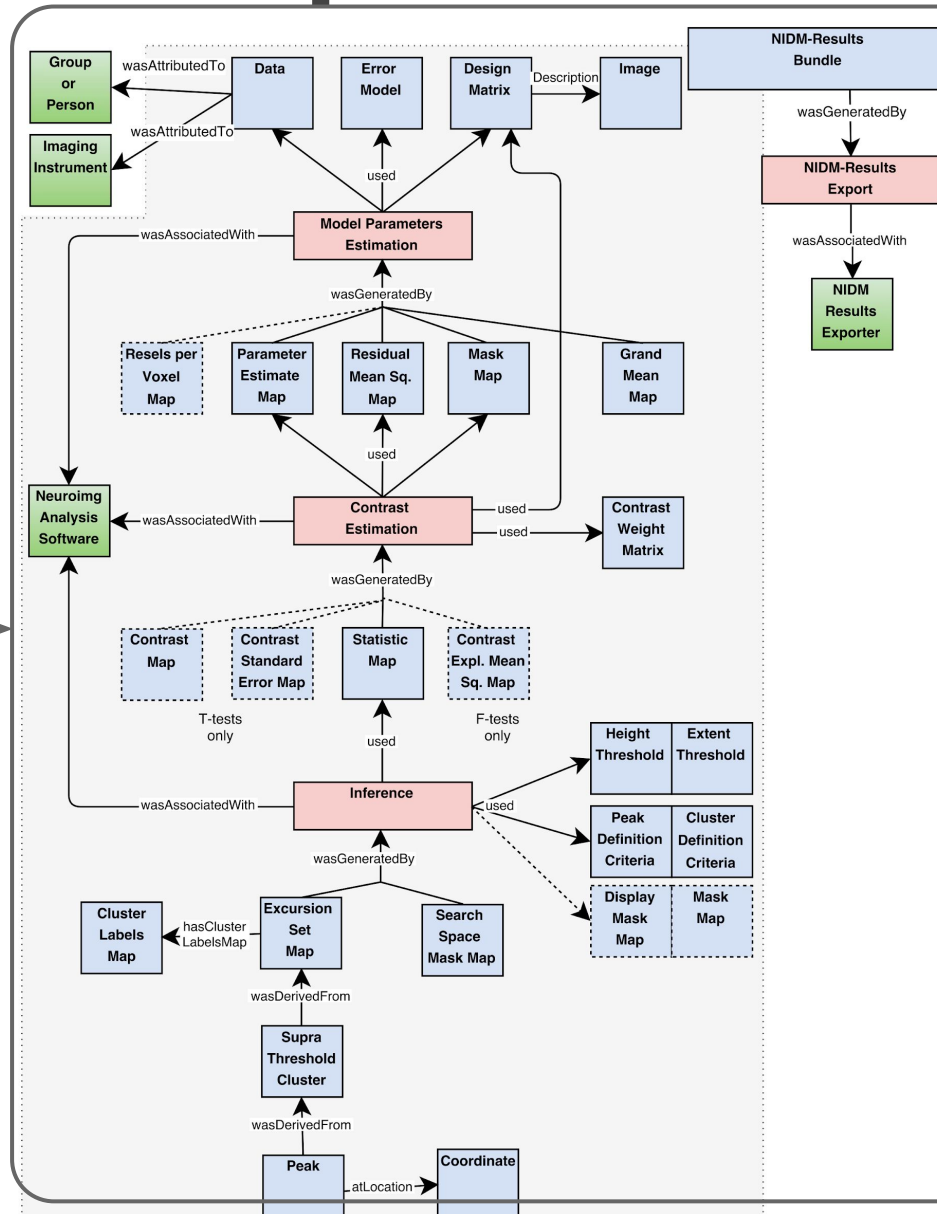 Group
or
Person
wasAttributedTo
Data
Error
Model
Design
Matrix
Description
Image
NIDM-Results
Bundle
wasGeneratedBy
Imaging
Instrument
wasAttributedTo
used
NIDM-Results
Export
wasAssociatedWith
NIDM
Results
Exporter
Model Parameters
Estimation
wasAssociatedWith
wasGeneratedBy
Resels per
Voxel
Map
Parameter
Estimate
Map
Residual
Mean Sq.
Map
Mask
Map
Grand
Mean
Map
used
Neuroimg
Analysis
Software
wasAssociatedWith
Contrast
Estimation
used
used
Contrast
Weight
Matrix
wasGeneratedBy
Contrast
Map
Contrast
Standard
Error Map
Statistic
Map
Contrast
Expl. Mean
Sq. Map
T-tests
only
F-tests
only
used
Height
Threshold
Extent
Threshold
wasAssociatedWith
Inference
used
Peak
Definition
Criteria
Cluster
Definition
Criteria
Display
Mask
Map
Mask
Map
wasGeneratedBy
Cluster
Labels
Map
hasCluster
LabelsMap
Excursion
Set
Map
Search
Space
Mask Map
wasDerivedFrom
Supra
Threshold
Cluster
wasDerivedFrom
Peak
atLocation
Coordinate